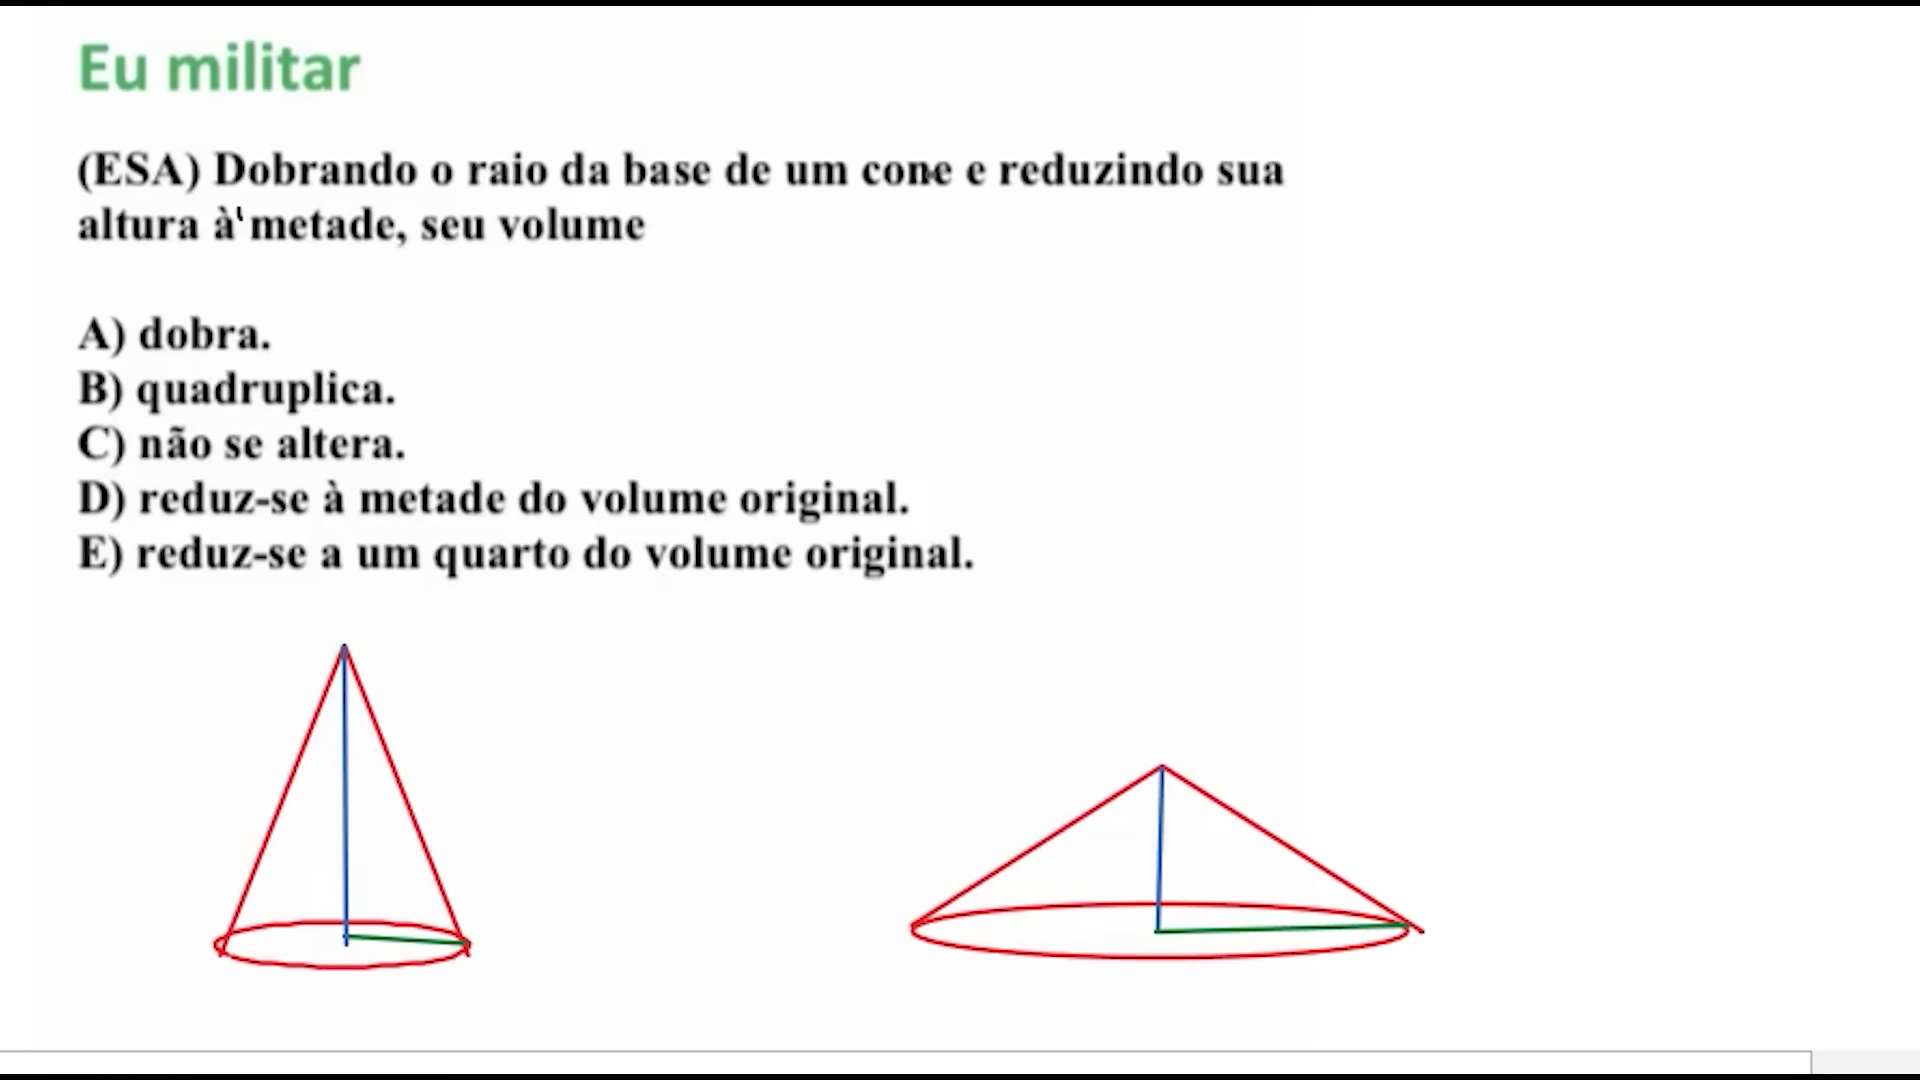 Eu militar
(ESA) Dobrando o raio da base de um cone e reduzindo sua
altura à metade, seu volume
A) dobra.
B) quadruplica.
C) não se altera.
D) reduz-se à metade do volume original.
E) reduz-se a um quarto do volume original.